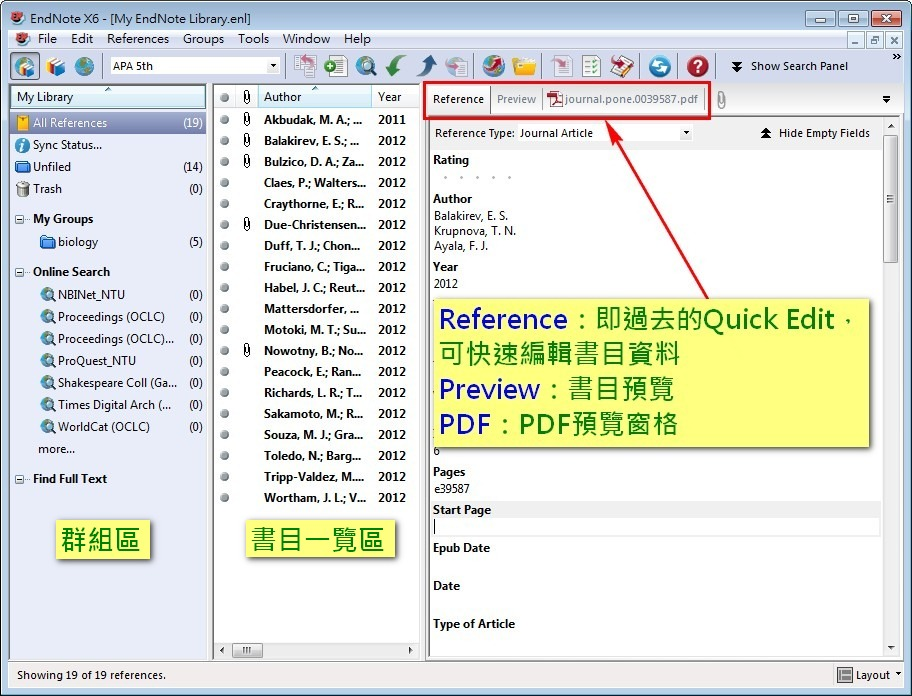 EndNote X6 - [My EndNote Library.enl]
File Edit References Groups Tools Window Help
APA 5th
Show Search Panel
My Library
All References (19)
Sync Status...
Unfiled (14)
Trash (0)
My Groups
biology (5)
Online Search
NBINet_NTU (0)
Proceedings (OCLC) (0)
Proceedings (OCLC)... (0)
ProQuest_NTU (0)
Shakespeare Coll (Ga... (0)
Times Digital Arch (... (0)
WorldCat (OCLC) (0)
more...
Find Full Text
群組區
Author Year
Akbudak, M. A.; ... 2011
Balakirev, E. S.; ... 2012
Bulzico, D. A.; Za... 2012
Claes, P.; Walters... 2012
Craythorne, E.; R... 2012
Due-Christensen... 2012
Duff, T. J.; Chon... 2012
Fruciano, C.; Tiga... 2012
Habel, J. C.; Reut... 2012
Mattersdorfer, ... 2012
Motoki, M. T.; Su... 2012
Nowotny, B.; No... 2012
Peacock, E.; Ran... 2012
Richards, L. R.; T... 2012
Sakamoto, M.; R... 2012
Souza, M. J.; Gra... 2012
Toledo, N.; Barg... 2012
Tripp-Valdez, M.... 2012
Wortham, J. L.; V... 2012
書目一覽區
Reference Preview journal.pone.0039587.pdf
Reference Type: Journal Article Hide Empty Fields
Rating
Author
Balakirev, E. S.
Krupnova, T. N.
Ayala, F. J.
Year
2012
Reference：即過去的Quick Edit，
可快速編輯書目資料
Preview：書目預覽
PDF：PDF預覽窗格
6
Pages
e39587
Start Page
Epub Date
Date
Type of Article
Showing 19 of 19 references.
Layout